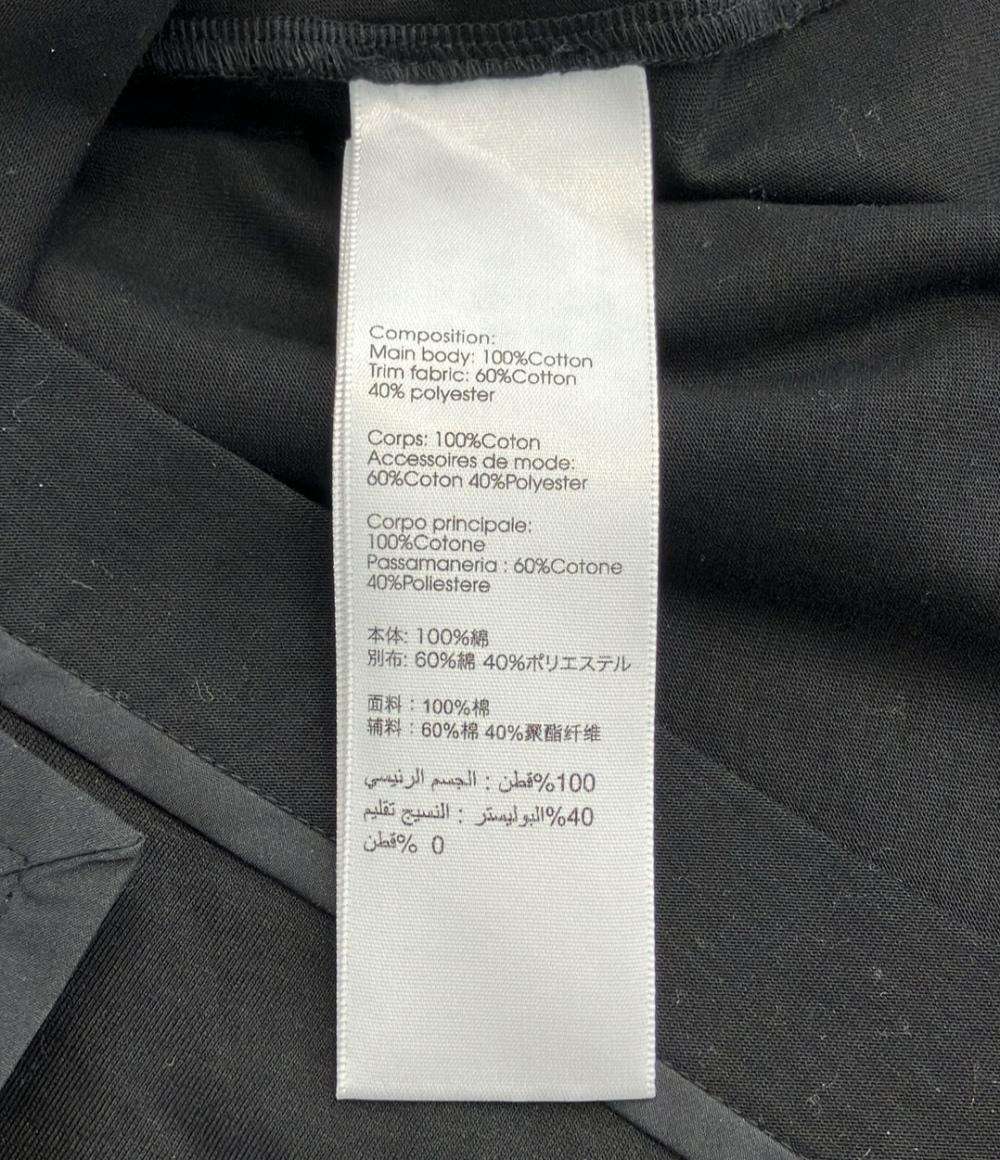 Composition:
Main body: 100%Cotton
Trim fabric: 60%Cotton
40% polyester
Corps: 100%Coton
Accessoires de mode:
60%Coton 40%Polyester
Corpo principale:
100%Cotone
Passamaneria : 60%Cotone
40%Poliestere
本体: 100%綿
別布: 60%綿 40%ポリエステル
面料：100%棉
辅料：60%棉 40%聚酯纤维
100%قطن : الجسم الرئيسي
40%البوليستر : النسيج تقليم
0 %قطن